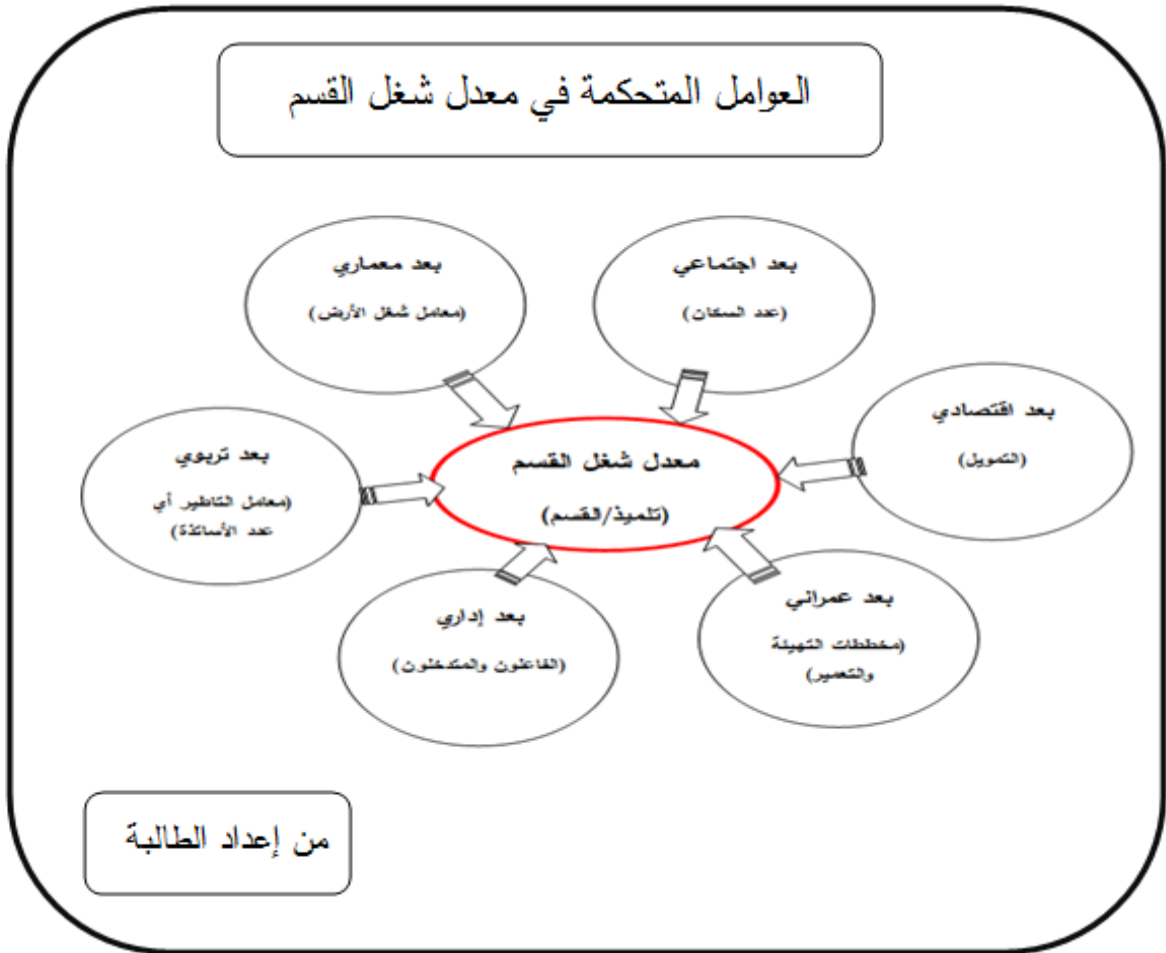 العوامل المتحكمة في معدل شغل القسم
بعد اجتماعي
(عدد السكان)
بعد معماري
(معامل شغل الأرض)
بعد اقتصادي
(التمويل)
بعد تربوي
(معامل التاطير أي
عدد الأساتذة)
معدل شغل القسم
(تلميذ/القسم)
بعد عمراني
(مخططات التهيئة
والتعمير)
بعد إداري
(الفاعلون والمتدخلون)
من إعداد الطالبة